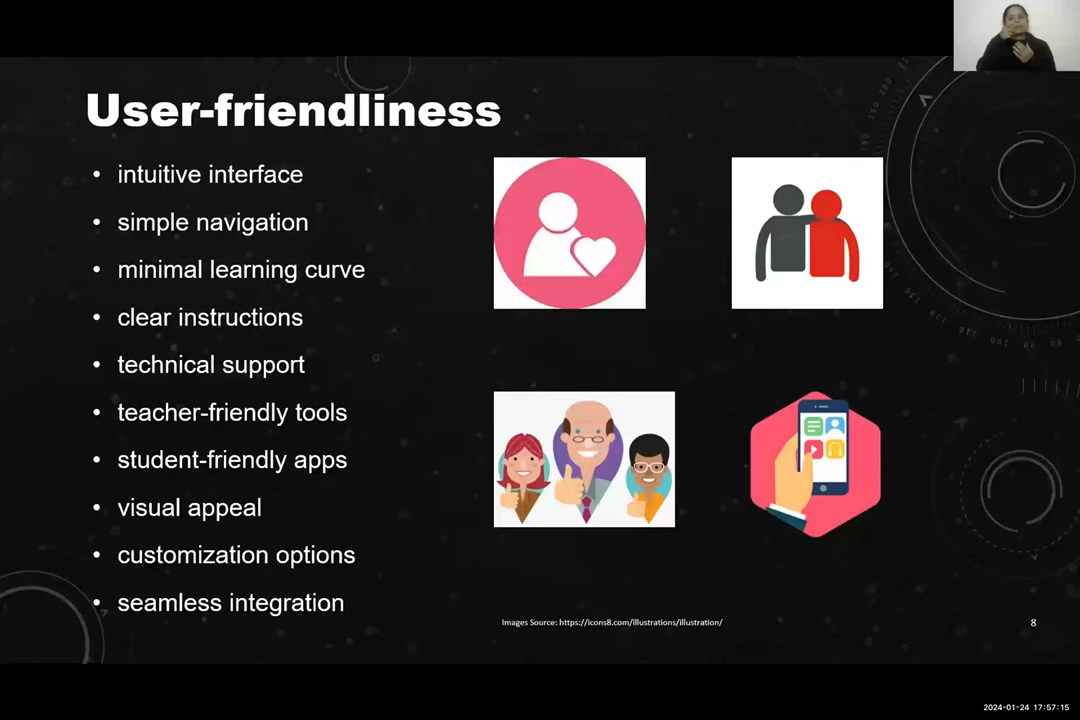 User-friendliness
• intuitive interface
• simple navigation
• minimal learning curve
• clear instructions
• technical support
• teacher-friendly tools
• student-friendly apps
• visual appeal
• customization options
• seamless integration
Images Source: https://icons8.com/illustrations/illustration/
8
2024-01-24 17:57:15